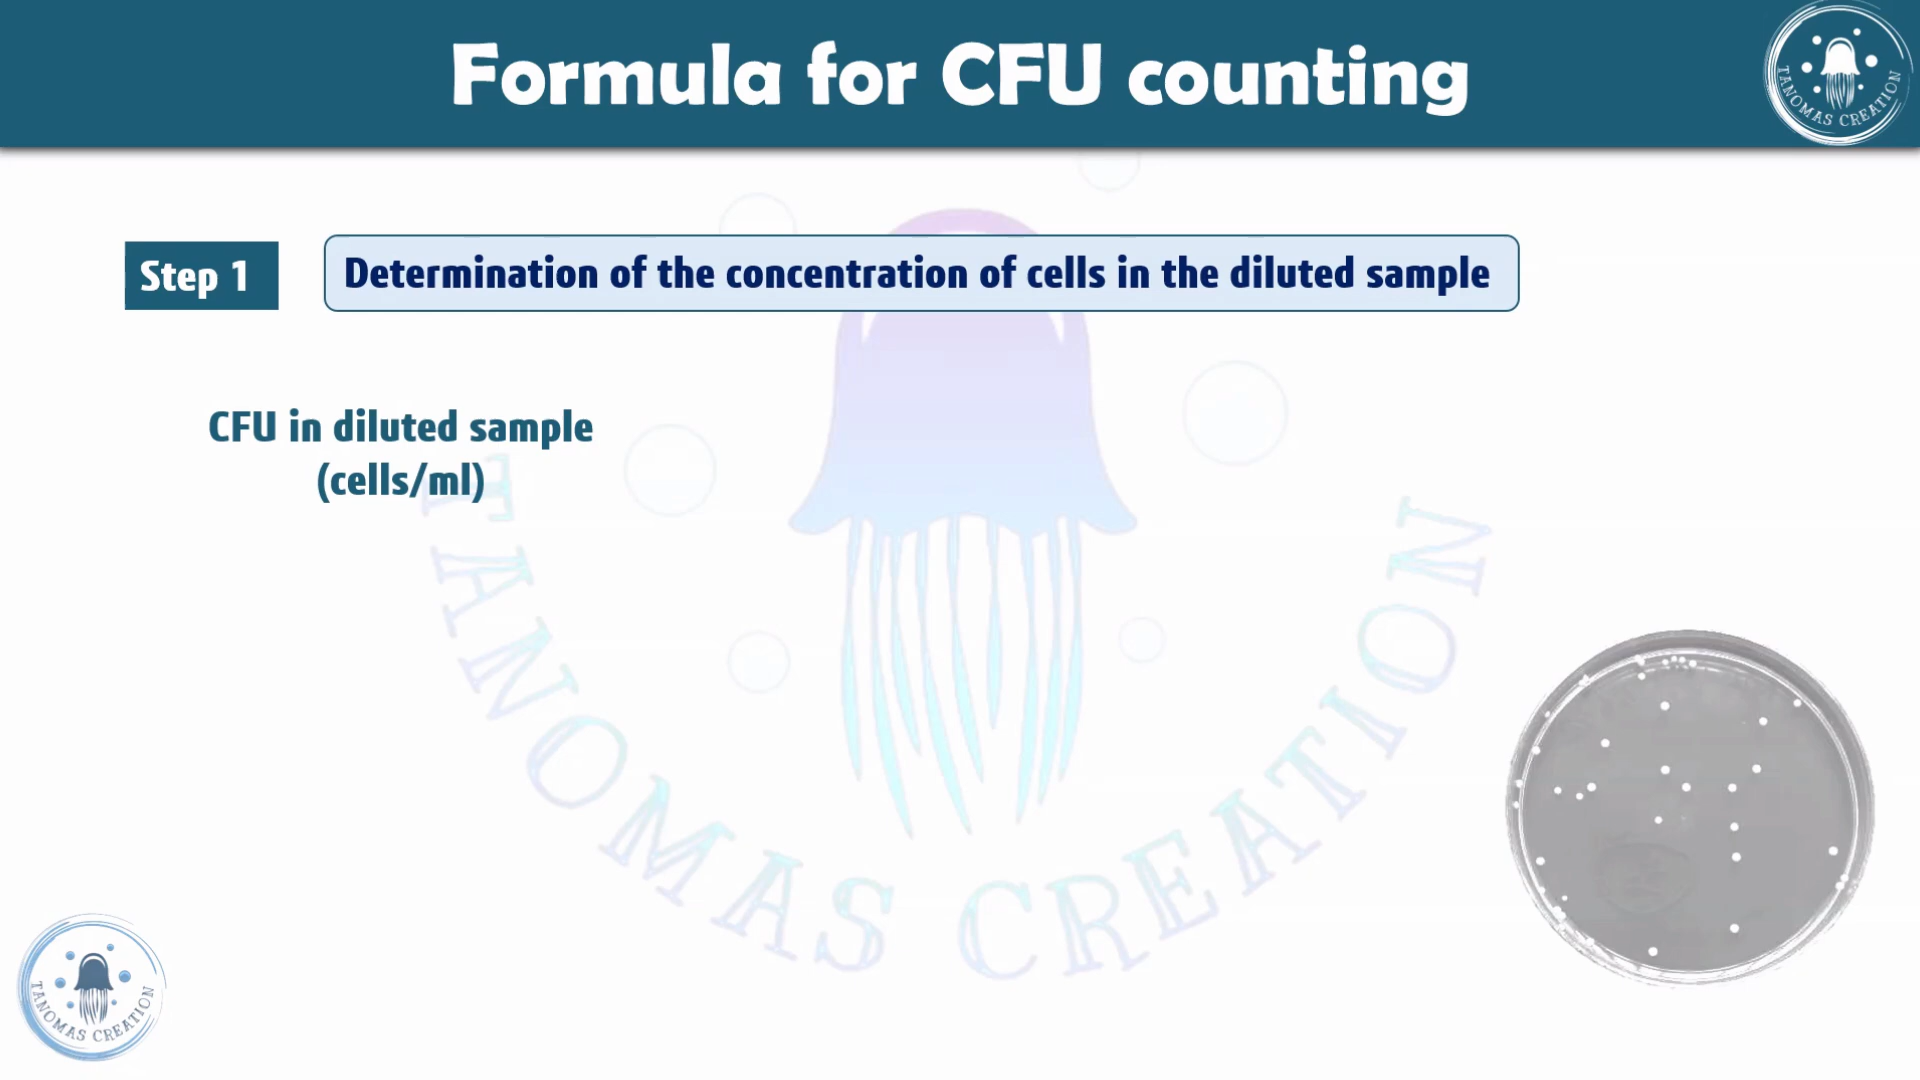 Formula for CFU counting
TANOMAS CREATION
Step 1
Determination of the concentration of cells in the diluted sample
CFU in diluted sample
(cells/ml)
TANOMAS CREATION
TANOMAS CREATION